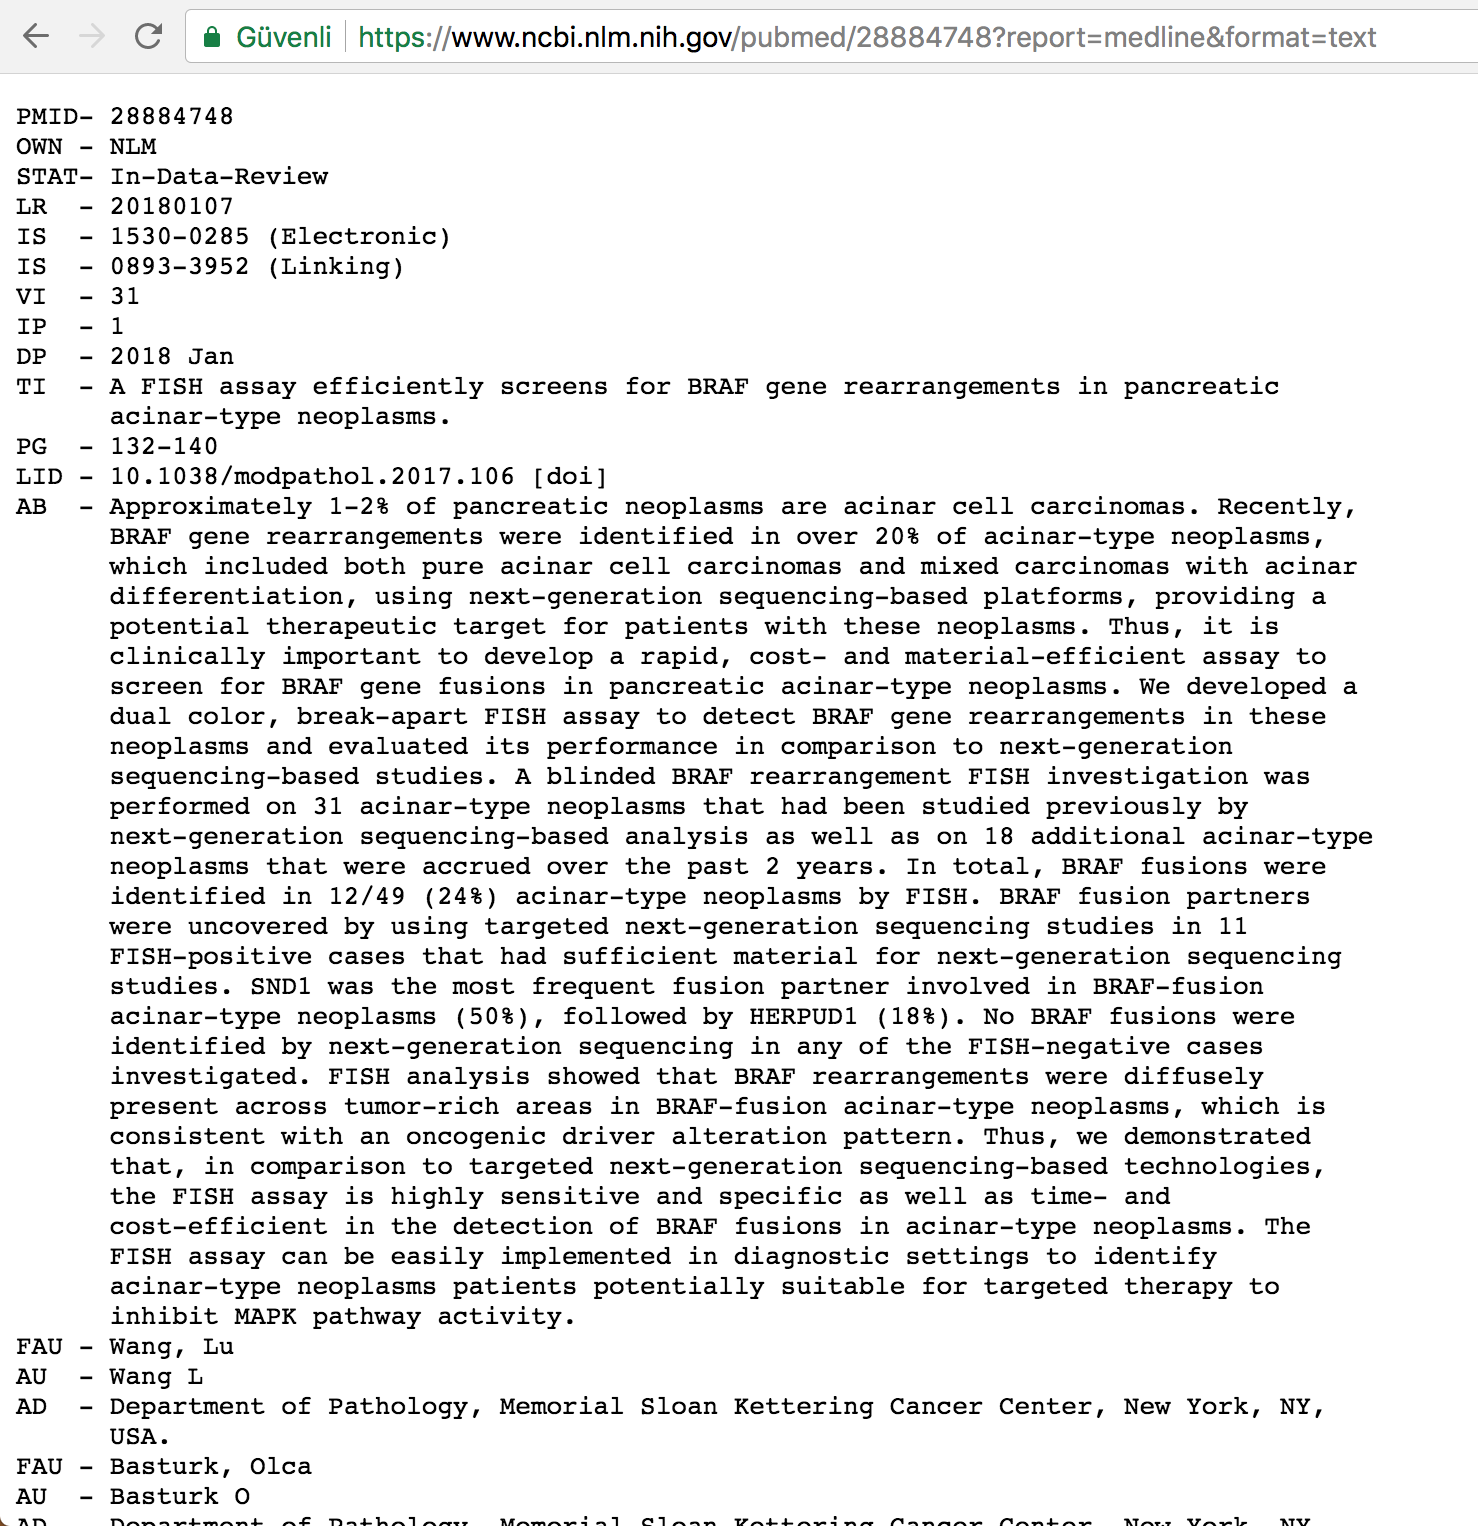 Güvenli https://www.ncbi.nlm.nih.gov/pubmed/28884748?report=medline&format=text
PMID- 28884748
OWN - NLM
STAT- In-Data-Review
LR  - 20180107
IS  - 1530-0285 (Electronic)
IS  - 0893-3952 (Linking)
VI  - 31
IP  - 1
DP  - 2018 Jan
TI  - A FISH assay efficiently screens for BRAF gene rearrangements in pancreatic
      acinar-type neoplasms.
PG  - 132-140
LID - 10.1038/modpathol.2017.106 [doi]
AB  - Approximately 1-2% of pancreatic neoplasms are acinar cell carcinomas. Recently,
      BRAF gene rearrangements were identified in over 20% of acinar-type neoplasms,
      which included both pure acinar cell carcinomas and mixed carcinomas with acinar
      differentiation, using next-generation sequencing-based platforms, providing a
      potential therapeutic target for patients with these neoplasms. Thus, it is
      clinically important to develop a rapid, cost- and material-efficient assay to
      screen for BRAF gene fusions in pancreatic acinar-type neoplasms. We developed a
      dual color, break-apart FISH assay to detect BRAF gene rearrangements in these
      neoplasms and evaluated its performance in comparison to next-generation
      sequencing-based studies. A blinded BRAF rearrangement FISH investigation was
      performed on 31 acinar-type neoplasms that had been studied previously by
      next-generation sequencing-based analysis as well as on 18 additional acinar-type
      neoplasms that were accrued over the past 2 years. In total, BRAF fusions were
      identified in 12/49 (24%) acinar-type neoplasms by FISH. BRAF fusion partners
      were uncovered by using targeted next-generation sequencing studies in 11
      FISH-positive cases that had sufficient material for next-generation sequencing
      studies. SND1 was the most frequent fusion partner involved in BRAF-fusion
      acinar-type neoplasms (50%), followed by HERPUD1 (18%). No BRAF fusions were
      identified by next-generation sequencing in any of the FISH-negative cases
      investigated. FISH analysis showed that BRAF rearrangements were diffusely
      present across tumor-rich areas in BRAF-fusion acinar-type neoplasms, which is
      consistent with an oncogenic driver alteration pattern. Thus, we demonstrated
      that, in comparison to targeted next-generation sequencing-based technologies,
      the FISH assay is highly sensitive and specific as well as time- and
      cost-efficient in the detection of BRAF fusions in acinar-type neoplasms. The
      FISH assay can be easily implemented in diagnostic settings to identify
      acinar-type neoplasms patients potentially suitable for targeted therapy to
      inhibit MAPK pathway activity.
FAU - Wang, Lu
AU  - Wang L
AD  - Department of Pathology, Memorial Sloan Kettering Cancer Center, New York, NY,
      USA.
FAU - Basturk, Olca
AU  - Basturk O
AD  - Department of Pathology, Memorial Sloan Kettering Cancer Center, New York, NY,